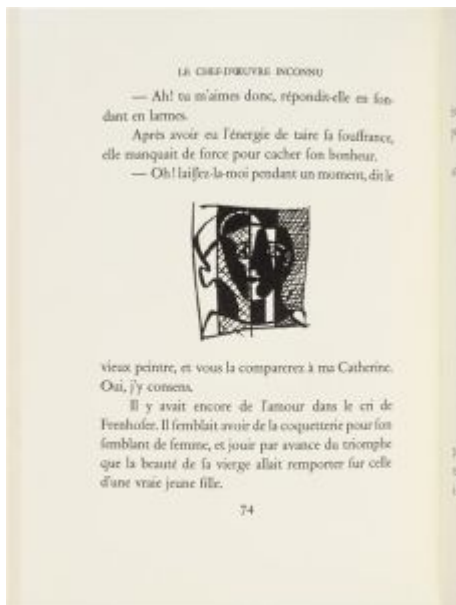 LE CHEF-D'ŒUVRE INCONNU
— Ah! tu m'aimes donc, répondit-elle en fon-
dant en larmes.
Après avoir eu l'énergie de taire fa fouffrance,
elle manquait de force pour cacher fon bonheur.
— Oh! laiffez-la-moi pendant un moment, dit le
vieux peintre, et vous la comparerez à ma Catherine.
Oui, j'y consens.
Il y avait encore de l'amour dans le cri de
Frenhofer. Il femblait avoir de la coquetterie pour fon
femblant de femme, et jouir par avance du triomphe
que la beauté de fa vierge allait remporter fur celle
d'une vraie jeune fille.
74